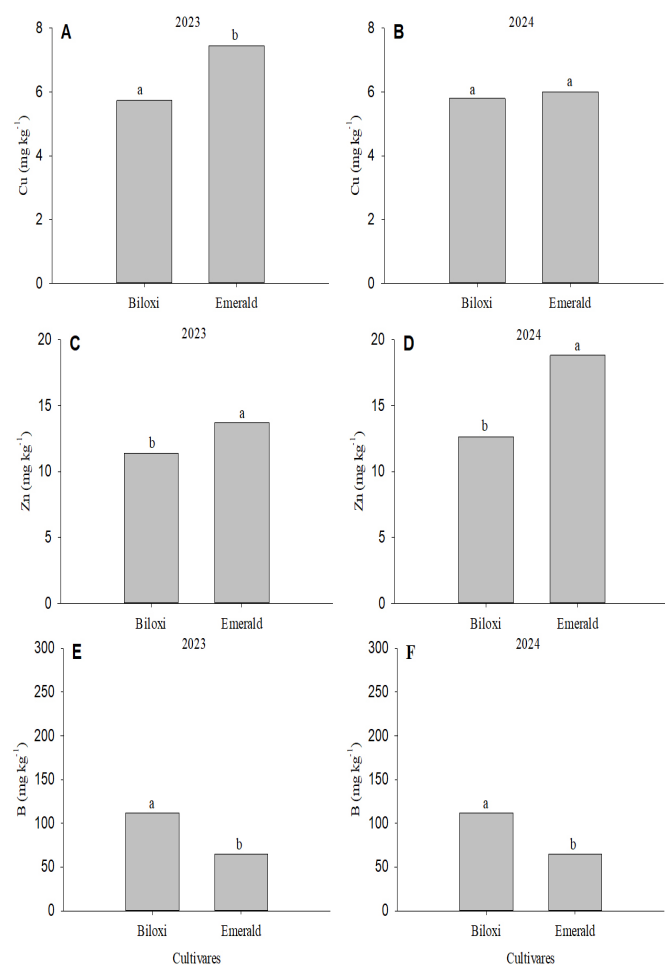 A
2023
8
6
4
2
0
Cu (mg kg⁻¹)
a
b
Biloxi
Emerald
B
2024
8
6
4
2
0
Cu (mg kg⁻¹)
a
a
Biloxi
Emerald
C
2023
20
15
10
5
0
Zn (mg kg⁻¹)
b
a
Biloxi
Emerald
D
2024
20
15
10
5
0
Zn (mg kg⁻¹)
b
a
Biloxi
Emerald
E
2023
300
250
200
150
100
50
0
B (mg kg⁻¹)
a
b
Biloxi
Emerald
Cultivares
F
2024
300
250
200
150
100
50
0
B (mg kg⁻¹)
a
b
Biloxi
Emerald
Cultivares